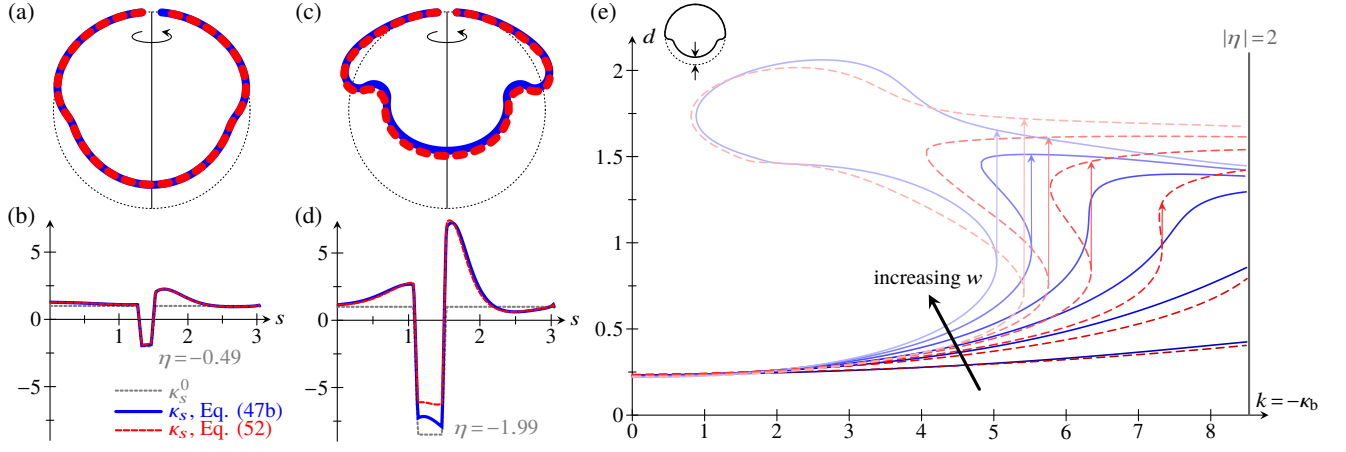 (a)
(b)
5
0
−5
1
2
3
s
η=−0.49
κ_s^0
κ_s, Eq. (47b)
κ_s, Eq. (52)
(c)
(d)
5
0
−5
1
2
3
s
η=−1.99
(e)
d
|η|=2
2
1.5
1
0.5
0
increasing w
k=−κ_b
0
1
2
3
4
5
6
7
8